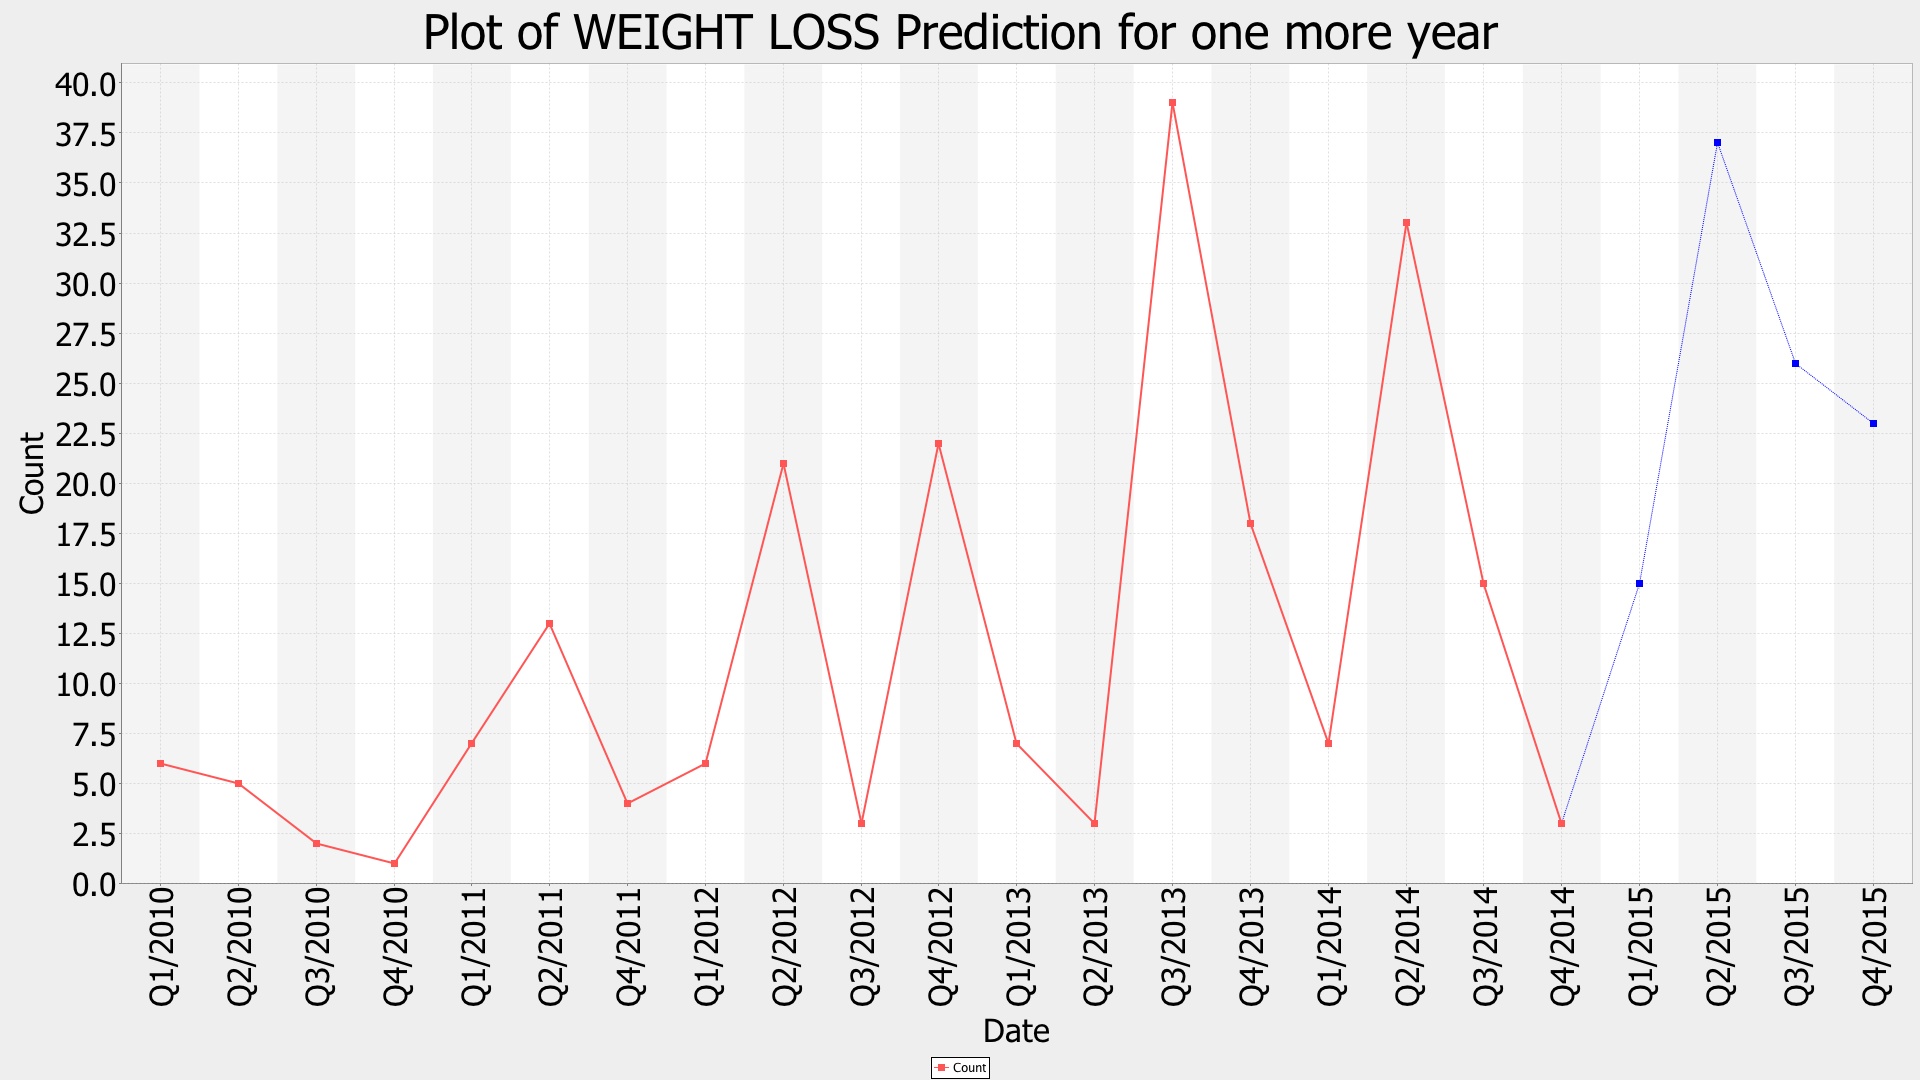 Plot of WEIGHT LOSS Prediction for one more year
40.0
37.5
35.0
32.5
30.0
27.5
25.0
22.5
20.0
17.5
15.0
12.5
10.0
7.5
5.0
2.5
0.0
Count
Q1/2010
Q2/2010
Q3/2010
Q4/2010
Q1/2011
Q2/2011
Q4/2011
Q1/2012
Q2/2012
Q3/2012
Q4/2012
Q1/2013
Q2/2013
Q3/2013
Q4/2013
Q1/2014
Q2/2014
Q3/2014
Q4/2014
Q1/2015
Q2/2015
Q3/2015
Q4/2015
Date
Count